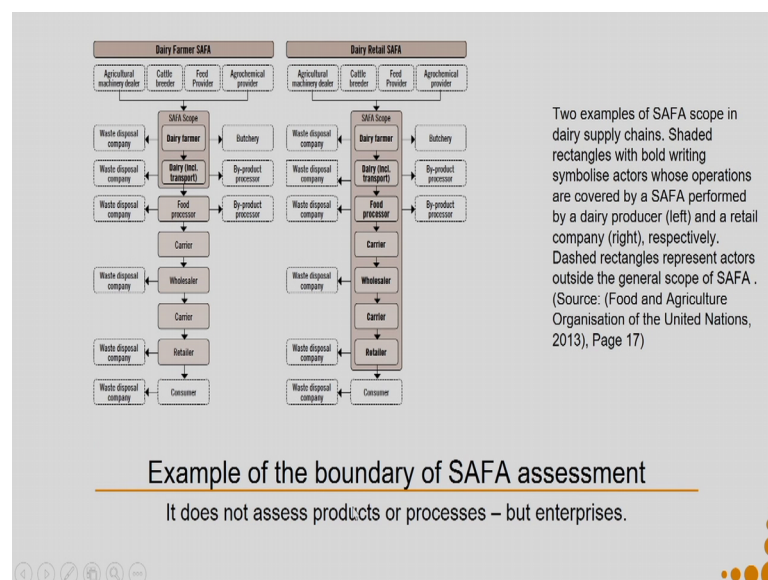 Dairy Farmer SAFA
Agricultural
machinery dealer
Cattle
breeder
Feed
Provider
Agrochemical
provider
SAFA Scope
Waste disposal
company
Dairy farmer
Butchery
Waste disposal
company
Dairy (incl.
transport)
By-product
processor
Waste disposal
company
Food
processor
By-product
processor
Carrier
Waste disposal
company
Wholesaler
Carrier
Waste disposal
company
Retailer
Waste disposal
company
Consumer
Dairy Retail SAFA
Agricultural
machinery dealer
Cattle
breeder
Feed
Provider
Agrochemical
provider
SAFA Scope
Waste disposal
company
Dairy farmer
Butchery
Waste disposal
company
Dairy (incl.
transport)
By-product
processor
Waste disposal
company
Food
processor
By-product
processor
Carrier
Waste disposal
company
Wholesaler
Carrier
Waste disposal
company
Retailer
Waste disposal
company
Consumer
Two examples of SAFA scope in
dairy supply chains. Shaded
rectangles with bold writing
symbolise actors whose operations
are covered by a SAFA performed
by a dairy producer (left) and a retail
company (right), respectively.
Dashed rectangles represent actors
outside the general scope of SAFA .
(Source: (Food and Agriculture
Organisation of the United Nations,
2013), Page 17)
Example of the boundary of SAFA assessment
It does not assess products or processes – but enterprises.